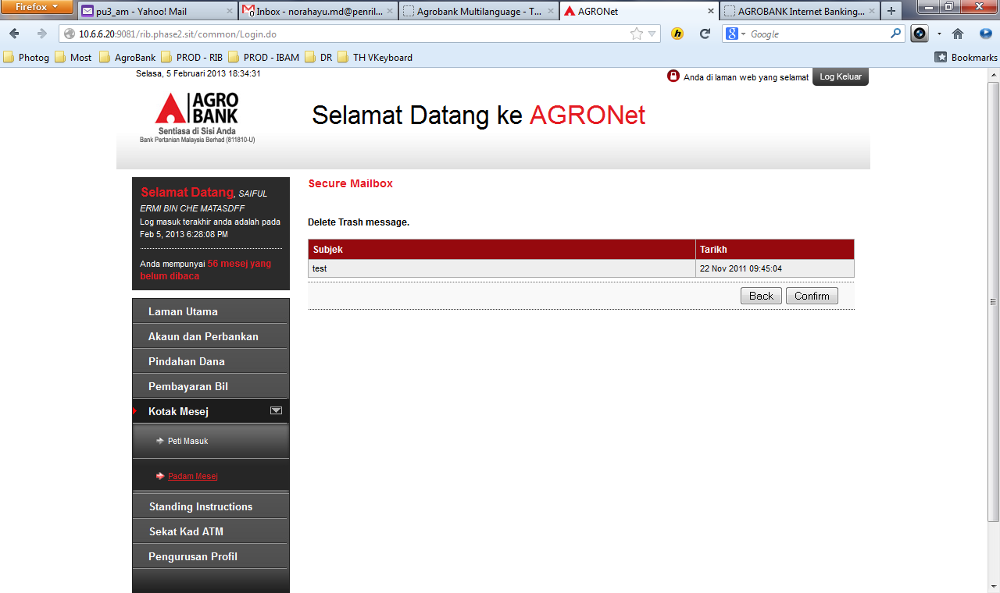 Firefox
pu3_am - Yahoo! Mail
Inbox - norahayu.md@penril...
Agrobank Multilanguage - T...
AGRONet
AGROBANK Internet Banking...
10.6.6.20:9081/rib.phase2.sit/common/Login.do
Google
Photog
Most
AgroBank
PROD - RIB
PROD - IBAM
DR
TH VKeyboard
Bookmarks
Selasa, 5 Februari 2013 18:34:31
Anda di laman web yang selamat
Log Keluar
AGRO
BANK
Sentiasa di Sisi Anda
Bank Pertanian Malaysia Berhad (811810-U)
Selamat Datang ke AGRONet
Selamat Datang, SAIFUL
ERMI BIN CHE MATASDFF
Log masuk terakhir anda adalah pada
Feb 5, 2013 6:28:08 PM
Anda mempunyai 56 mesej yang
belum dibaca
Laman Utama
Akaun dan Perbankan
Pindahan Dana
Pembayaran Bil
Kotak Mesej
Peti Masuk
Padam Mesej
Standing Instructions
Sekat Kad ATM
Pengurusan Profil
Secure Mailbox
Delete Trash message.
Subjek
Tarikh
test
22 Nov 2011 09:45:04
Back
Confirm